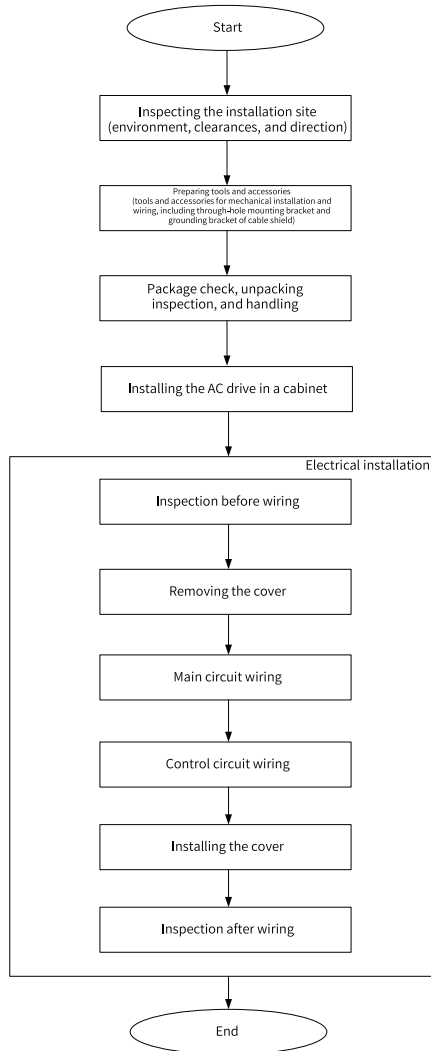 Start
Inspecting the installation site
(environment, clearances, and direction)
Preparing tools and accessories
(tools and accessories for mechanical installation and
wiring, including through-hole mounting bracket and
grounding bracket of cable shield)
Package check, unpacking
inspection, and handling
Installing the AC drive in a cabinet
Electrical installation
Inspection before wiring
Removing the cover
Main circuit wiring
Control circuit wiring
Installing the cover
Inspection after wiring
End